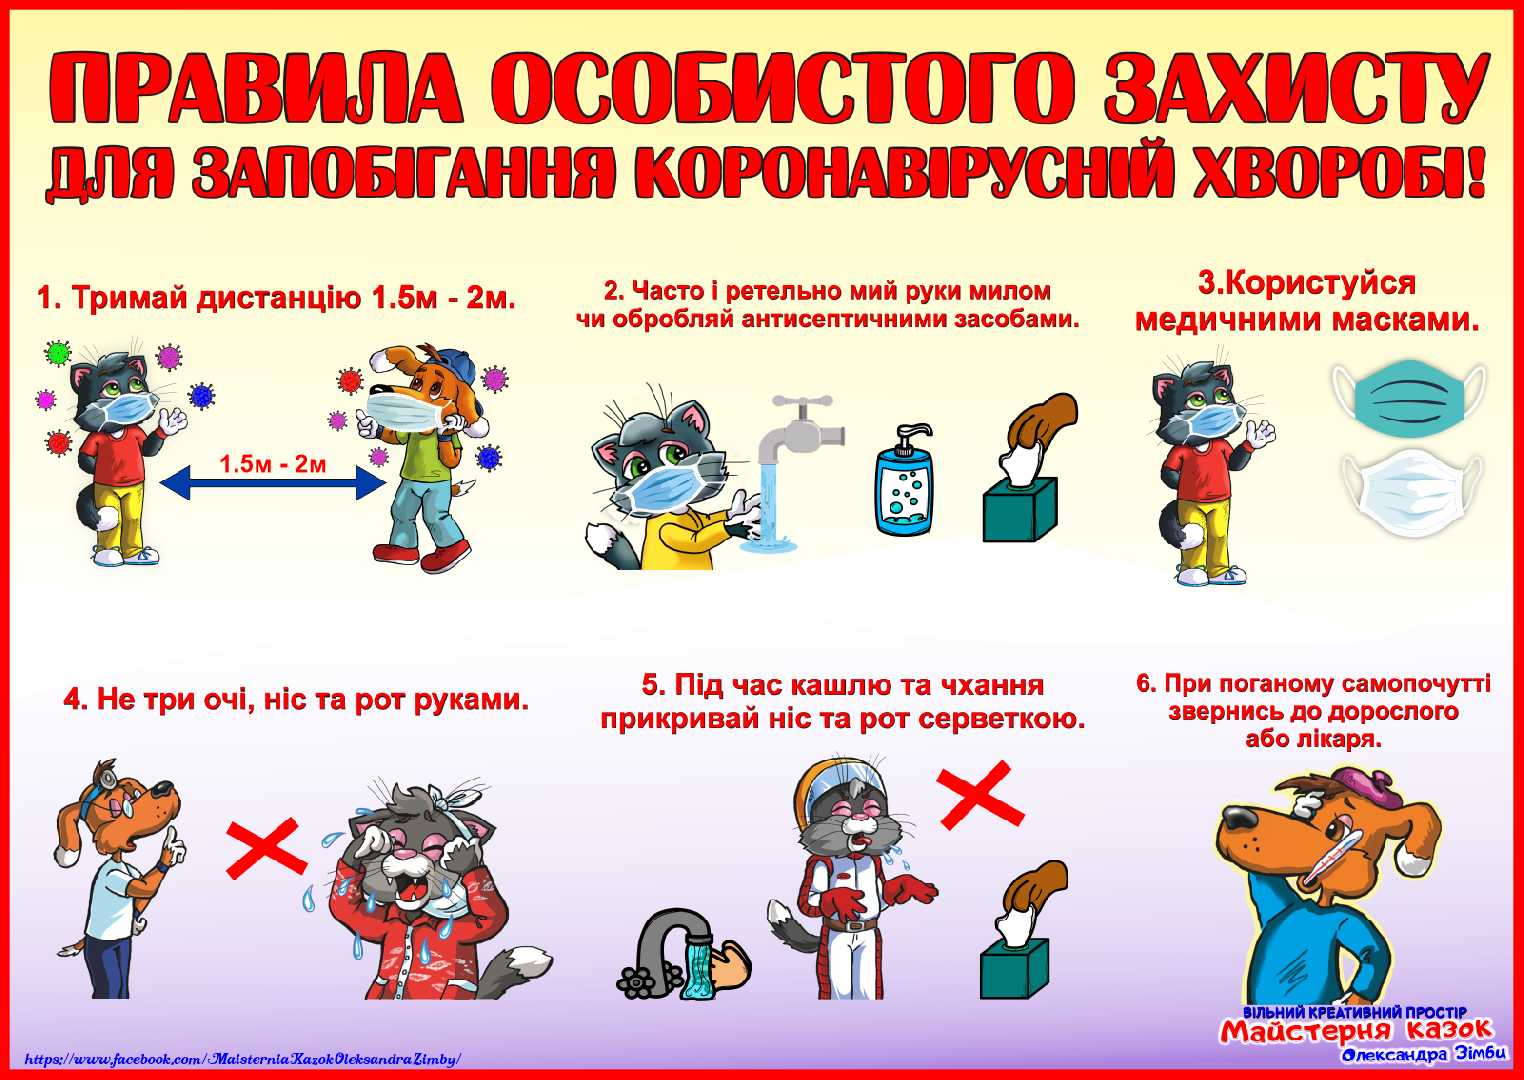 ПРАВИЛА ОСОБИСТОГО ЗАХИСТУ
ДЛЯ ЗАПОБІГАННЯ КОРОНАВІРУСНІЙ ХВОРОБІ!
1. Тримай дистанцію 1.5м - 2м.
1.5м - 2м
2. Часто і ретельно мий руки милом
чи обробляй антисептичними засобами.
3.Користуйся
медичними масками.
4. Не три очі, ніс та рот руками.
5. Під час кашлю та чхання
прикривай ніс та рот серветкою.
6. При поганому самопочутті
звернись до дорослого
або лікаря.
ВІЛЬНИЙ КРЕАТИВНИЙ ПРОСТІР
Майстерня казок
Олександра Зімби
https://www.facebook.com/MaisterniaKazokOleksandraZimby/